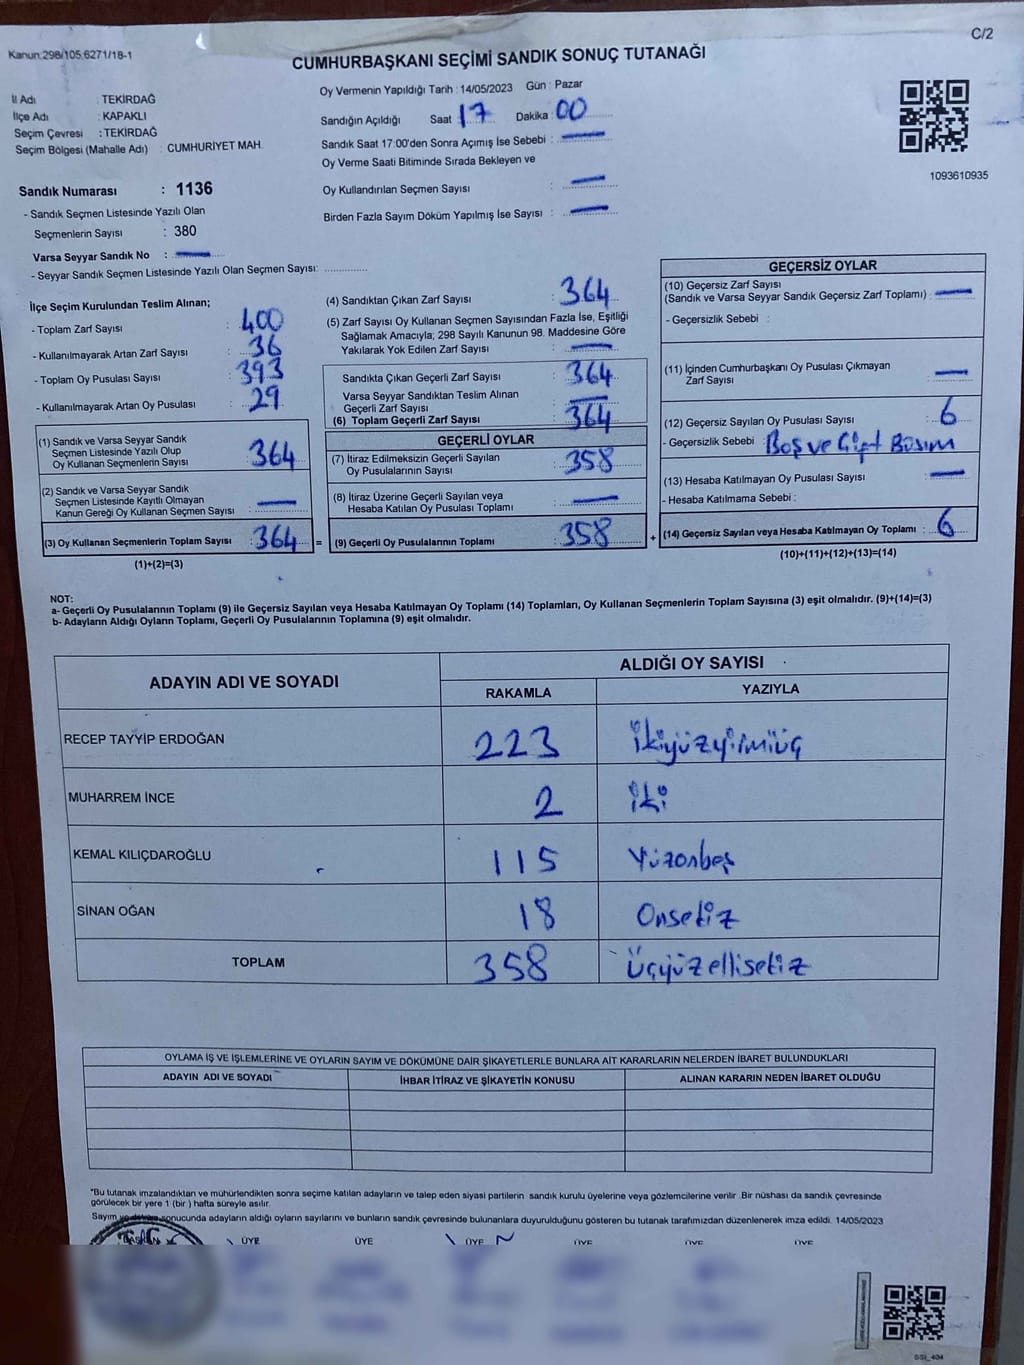 Kanun:298/105,6271/18-1
C/2
CUMHURBAŞKANI SEÇİMİ SANDIK SONUÇ TUTANAĞI
İl Adı : TEKİRDAĞ
İlçe Adı : KAPAKLI
Seçim Çevresi : TEKİRDAĞ
Seçim Bölgesi (Mahalle Adı) : CUMHURİYET MAH.
Oy Vermenin Yapıldığı Tarih : 14/05/2023 Gün : Pazar
Sandığın Açıldığı Saat 17 Dakika : 00
Sandık Saat 17:00'den Sonra Açımış İse Sebebi : —
Oy Verme Saati Bitiminde Sırada Bekleyen ve
Oy Kullandırılan Seçmen Sayısı : —
Birden Fazla Sayım Döküm Yapılmış İse Sayısı : —
1093610935
Sandık Numarası : 1136
- Sandık Seçmen Listesinde Yazılı Olan
Seçmenlerin Sayısı : 380
Varsa Seyyar Sandık No : —
- Seyyar Sandık Seçmen Listesinde Yazılı Olan Seçmen Sayısı: ............
İlçe Seçim Kurulundan Teslim Alınan;
- Toplam Zarf Sayısı : 400
- Kullanılmayarak Artan Zarf Sayısı : 36
- Toplam Oy Pusulası Sayısı : 393
- Kullanılmayarak Artan Oy Pusulası : 29
(1) Sandık ve Varsa Seyyar Sandık
Seçmen Listesinde Yazılı Olup
Oy Kullanan Seçmenlerin Sayısı : 364
(2) Sandık ve Varsa Seyyar Sandık
Seçmen Listesinde Kayıtlı Olmayan
Kanun Gereği Oy Kullanan Seçmen Sayısı : —
(3) Oy Kullanan Seçmenlerin Toplam Sayısı : 364 =
(1)+(2)=(3)
(4) Sandıktan Çıkan Zarf Sayısı : 364
(5) Zarf Sayısı Oy Kullanan Seçmen Sayısından Fazla İse, Eşitliği
Sağlamak Amacıyla; 298 Sayılı Kanunun 98. Maddesine Göre
Yakılarak Yok Edilen Zarf Sayısı : —
Sandıkta Çıkan Geçerli Zarf Sayısı : 364
Varsa Seyyar Sandıktan Teslim Alınan
Geçerli Zarf Sayısı : —
(6) Toplam Geçerli Zarf Sayısı : 364
GEÇERLİ OYLAR
(7) İtiraz Edilmeksizin Geçerli Sayılan
Oy Pusulalarının Sayısı : 358
(8) İtiraz Üzerine Geçerli Sayılan veya
Hesaba Katılan Oy Pusulası Toplamı : —
(9) Geçerli Oy Pusulalarının Toplamı : 358 +
GEÇERSİZ OYLAR
(10) Geçersiz Zarf Sayısı
(Sandık ve Varsa Seyyar Sandık Geçersiz Zarf Toplamı) : —
- Geçersizlik Sebebi :
(11) İçinden Cumhurbaşkanı Oy Pusulası Çıkmayan
Zarf Sayısı : —
(12) Geçersiz Sayılan Oy Pusulası Sayısı : 6
- Geçersizlik Sebebi : Boş ve Çift Basım
(13) Hesaba Katılmayan Oy Pusulası Sayısı : —
- Hesaba Katılmama Sebebi :
(14) Geçersiz Sayılan veya Hesaba Katılmayan Oy Toplamı : 6
(10)+(11)+(12)+(13)=(14)
NOT:
a- Geçerli Oy Pusulalarının Toplamı (9) ile Geçersiz Sayılan veya Hesaba Katılmayan Oy Toplamı (14) Toplamları, Oy Kullanan Seçmenlerin Toplam Sayısına (3) eşit olmalıdır. (9)+(14)=(3)
b- Adayların Aldığı Oyların Toplamı, Geçerli Oy Pusulalarının Toplamına (9) eşit olmalıdır.
ADAYIN ADI VE SOYADI ALDIĞI OY SAYISI
RAKAMLA YAZIYLA
RECEP TAYYİP ERDOĞAN 223 İkiyüzyirmiüç
MUHARREM İNCE 2 İki
KEMAL KILIÇDAROĞLU 115 Yüzonbeş
SİNAN OĞAN 18 Onsekiz
TOPLAM 358 Üçyüzellisekiz
OYLAMA İŞ VE İŞLEMLERİNE VE OYLARIN SAYIM VE DÖKÜMÜNE DAİR ŞİKAYETLERLE BUNLARA AİT KARARLARIN NELERDEN İBARET BULUNDUKLARI
ADAYIN ADI VE SOYADI İHBAR İTİRAZ VE ŞİKAYETİN KONUSU ALINAN KARARIN NEDEN İBARET OLDUĞU
*Bu tutanak imzalandıktan ve mühürlendikten sonra seçime katılan adayların ve talep eden siyasi partilerin sandık kurulu üyelerine veya gözlemcilerine verilir .Bir nüshası da sandık çevresinde
görülecek bir yere 1 (bir ) hafta süreyle asılır.
Sayım ve döküm sonucunda adayların aldığı oyların sayılarını ve bunların sandık çevresinde bulunanlara duyurulduğunu gösteren bu tutanak tarafımızdan düzenlenerek imza edildi. 14/05/2023
ÜYE ÜYE ÜYE ÜYE ÜYE ÜYE